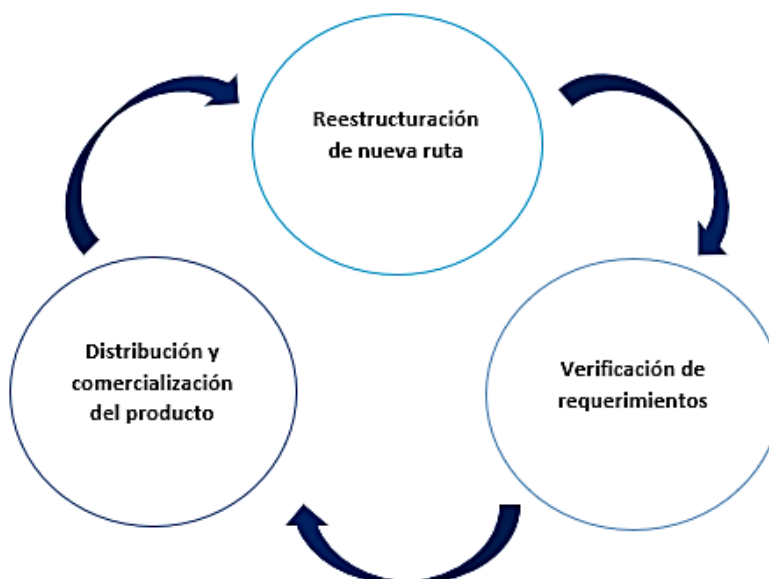 Reestructuración
de nueva ruta
Distribución y
comercialización
del producto
Verificación de
requerimientos